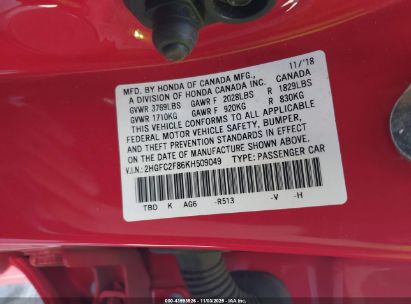 MFD. BY HONDA OF CANADA MFG., 11/'18
A DIVISION OF HONDA CANADA INC. CANADA
GVWR 3769LBS GAWR F 2028LBS R 1829LBS
GVWR 1710KG GAWR F 920KG R 830KG
THIS VEHICLE CONFORMS TO ALL APPLICABLE
FEDERAL MOTOR VEHICLE SAFETY, BUMPER,
AND THEFT PREVENTION STANDARDS IN EFFECT
ON THE DATE OF MANUFACTURE SHOWN ABOVE.
V.I.N.: 2HGFC2F86KH509049 TYPE: PASSENGER CAR
TBD K AG6 -R513 -V -H